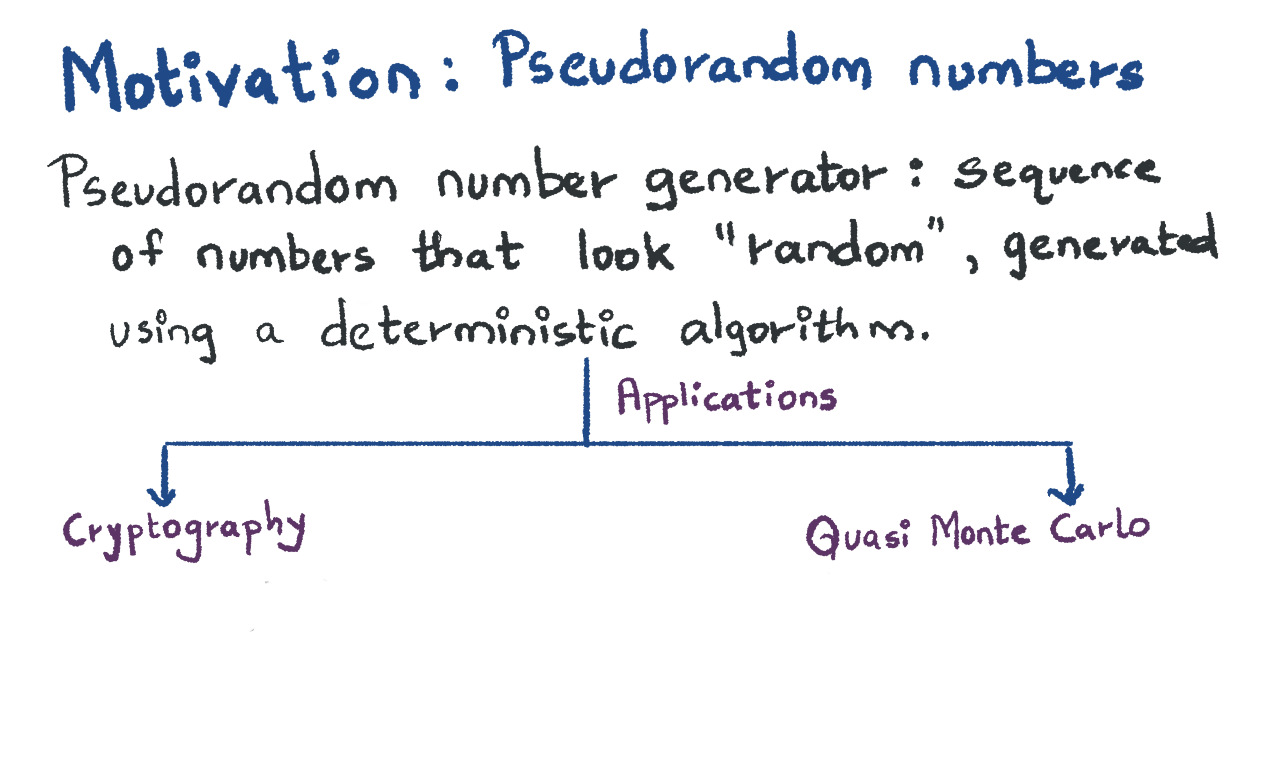 Motivation: Pseudorandom numbers
Pseudorandom number generator: sequence
of numbers that look "random", generated
using a deterministic algorithm.
Applications
Cryptography
Quasi Monte Carlo